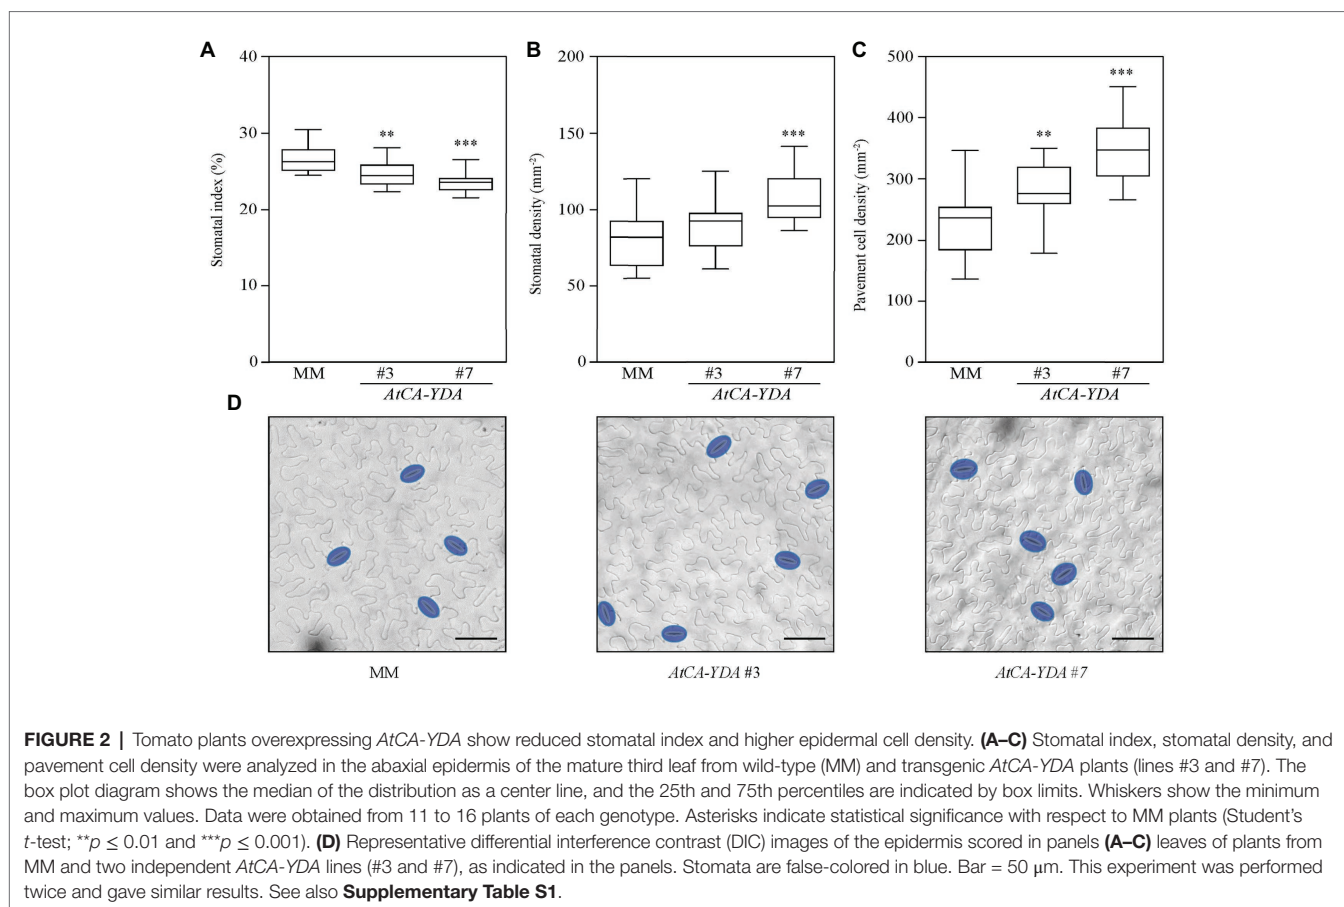 A
B
C
40
30
20
10
0
Stomatal index (%)
**
***
MM
#3
#7
AtCA-YDA
200
150
100
50
0
Stomatal density (mm-2)
***
MM
#3
#7
AtCA-YDA
500
400
300
200
100
0
Pavement cell density (mm-2)
**
***
MM
#3
#7
AtCA-YDA
D
MM
AtCA-YDA #3
AtCA-YDA #7
FIGURE 2 | Tomato plants overexpressing AtCA-YDA show reduced stomatal index and higher epidermal cell density. (A–C) Stomatal index, stomatal density, and
pavement cell density were analyzed in the abaxial epidermis of the mature third leaf from wild-type (MM) and transgenic AtCA-YDA plants (lines #3 and #7). The
box plot diagram shows the median of the distribution as a center line, and the 25th and 75th percentiles are indicated by box limits. Whiskers show the minimum
and maximum values. Data were obtained from 11 to 16 plants of each genotype. Asterisks indicate statistical significance with respect to MM plants (Student's
t-test; **p ≤ 0.01 and ***p ≤ 0.001). (D) Representative differential interference contrast (DIC) images of the epidermis scored in panels (A–C) leaves of plants from
MM and two independent AtCA-YDA lines (#3 and #7), as indicated in the panels. Stomata are false-colored in blue. Bar = 50 μm. This experiment was performed
twice and gave similar results. See also Supplementary Table S1.